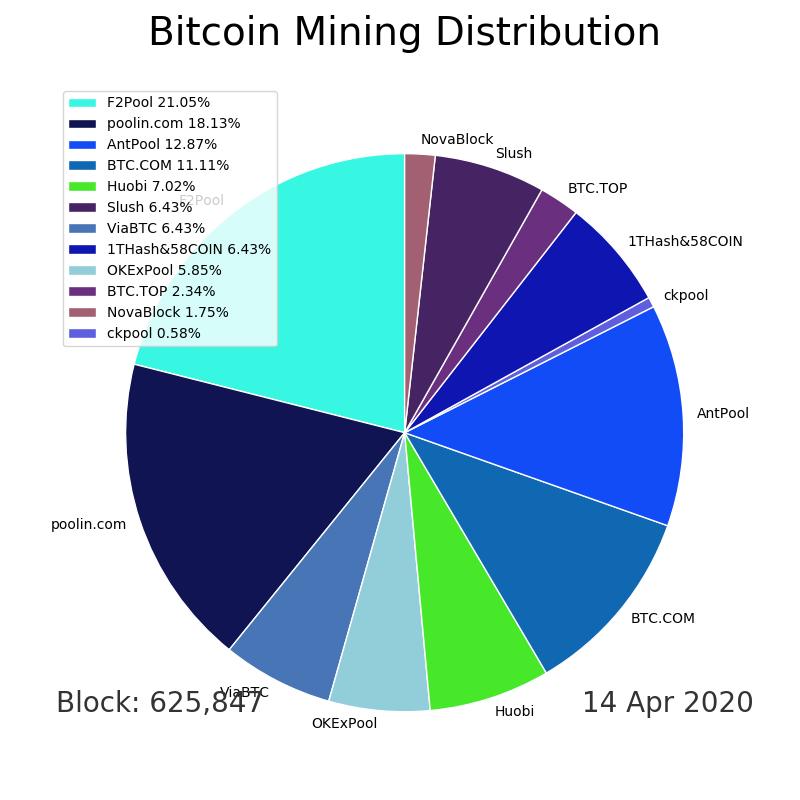 Bitcoin Mining Distribution
F2Pool 21.05%
poolin.com 18.13%
AntPool 12.87%
BTC.COM 11.11%
Huobi 7.02%
Slush 6.43%
ViaBTC 6.43%
1THash&58COIN 6.43%
OKExPool 5.85%
BTC.TOP 2.34%
NovaBlock 1.75%
ckpool 0.58%
F2Pool
NovaBlock
Slush
BTC.TOP
1THash&58COIN
ckpool
AntPool
BTC.COM
Huobi
OKExPool
ViaBTC
poolin.com
Block: 625,847
14 Apr 2020